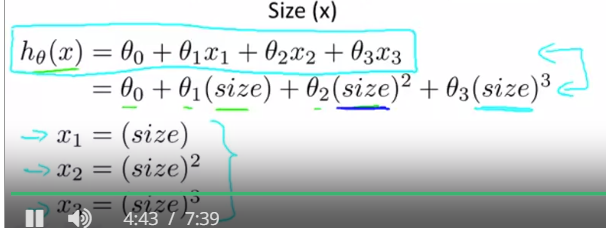 Size (x)
hθ(x) = θ₀ + θ₁x₁ + θ₂x₂ + θ₃x₃
= θ₀ + θ₁(size) + θ₂(size)² + θ₃(size)³
x₁ = (size)
x₂ = (size)²
x₃ = (size)³
4:43 / 7:39